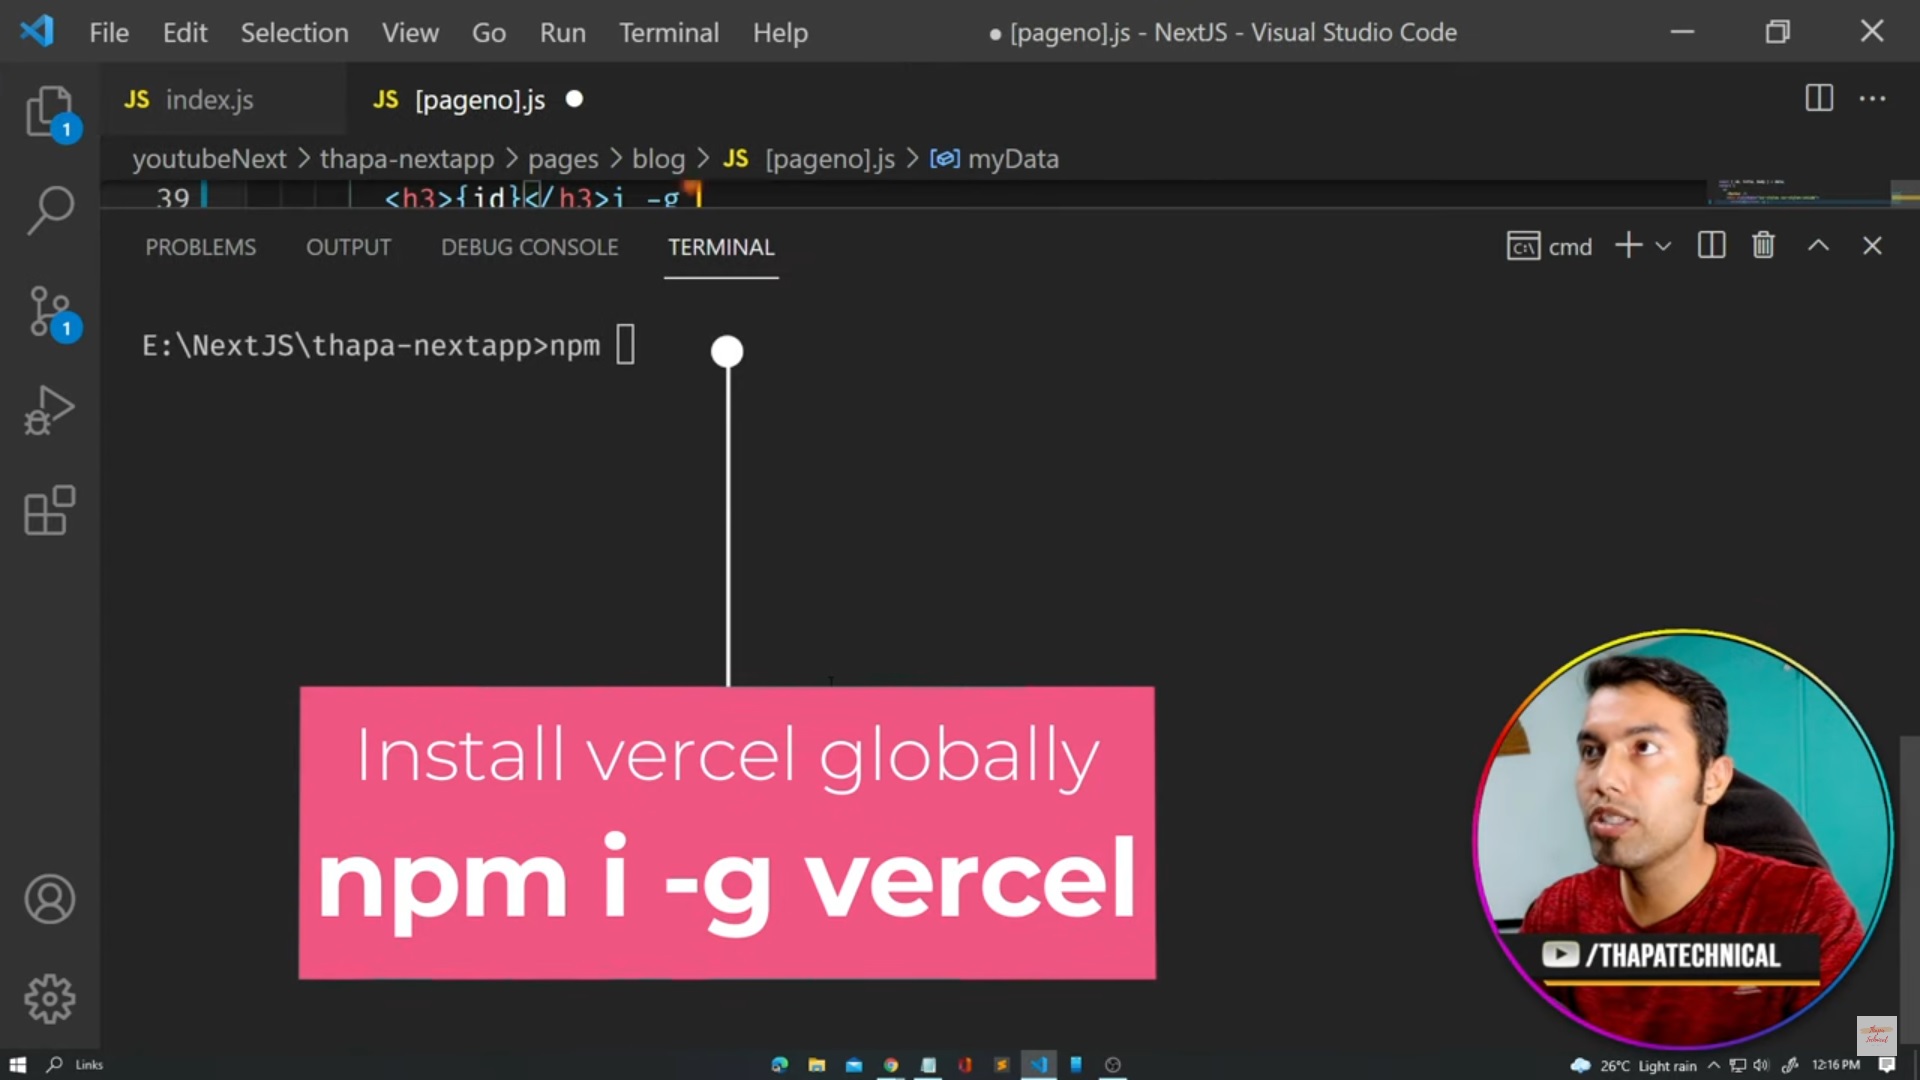 File Edit Selection View Go Run Terminal Help
● [pageno].js - NextJS - Visual Studio Code
JS index.js
JS [pageno].js ●
youtubeNext > thapa-nextapp > pages > blog > JS [pageno].js > myData
39 <h3>{id}</h3>i -g
PROBLEMS OUTPUT DEBUG CONSOLE TERMINAL
cmd
E:\NextJS\thapa-nextapp>npm
Install vercel globally
npm i -g vercel
/THAPATECHNICAL
Links
26°C Light rain
12:16 PM
1
1